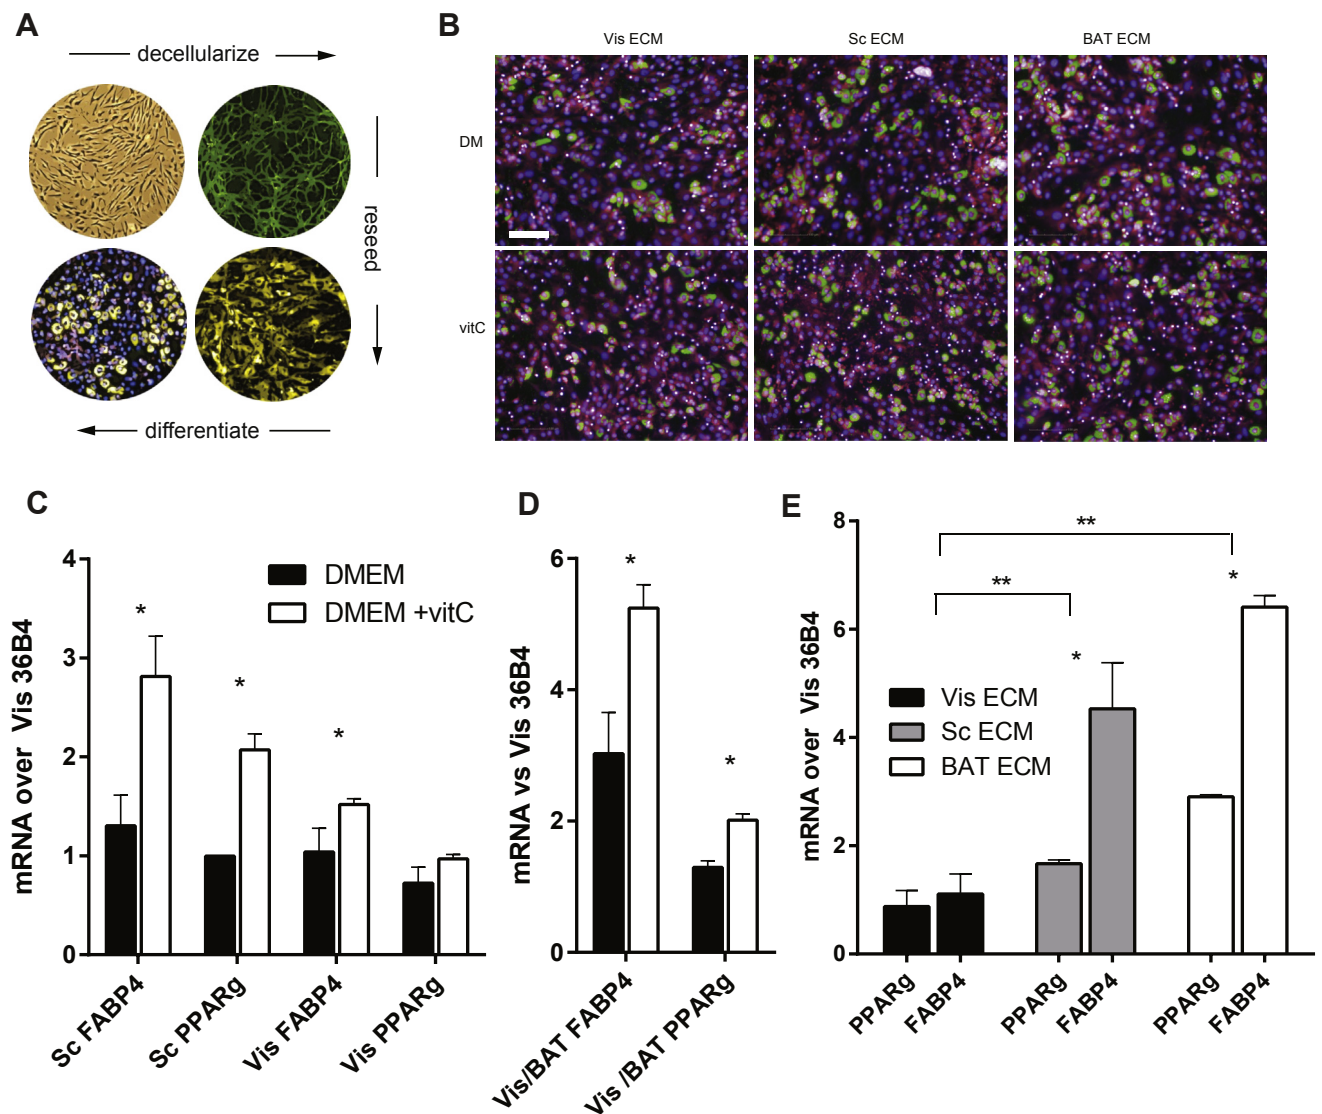 A
decellularize
reseed
differentiate
B
Vis ECM
Sc ECM
BAT ECM
DM
vitC
C
mRNA over Vis 36B4
4
3
2
1
0
*
*
*
DMEM
DMEM +vitC
Sc FABP4
Sc PPARg
Vis FABP4
Vis PPARg
D
mRNA vs Vis 36B4
6
4
2
0
*
*
Vis/BAT FABP4
Vis /BAT PPARg
E
mRNA over Vis 36B4
8
6
4
2
0
**
**
*
*
Vis ECM
Sc ECM
BAT ECM
PPARg
FABP4
PPARg
FABP4
PPARg
FABP4